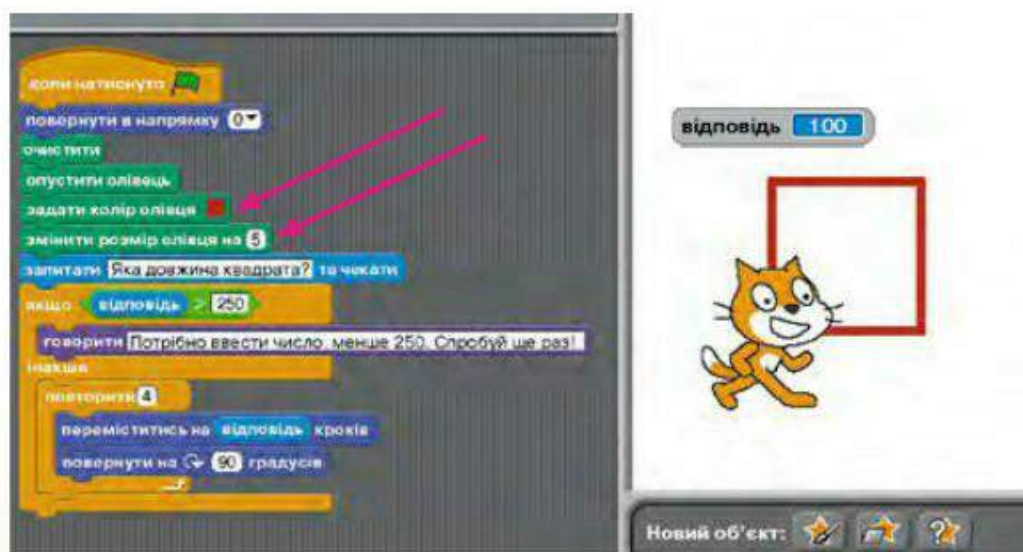 коли натиснуто
повернути в напрямку 0
очистити
опустити олівець
задати колір олівця
змінити розмір олівця на 5
запитати Яка довжина квадрата? та чекати
якщо відповідь > 250
говорити Потрібно ввести число, менше 250. Спробуй ще раз!
інакше
повторити 4
переміститись на відповідь кроків
повернути на 90 градусів
відповідь 100
Новий об'єкт: